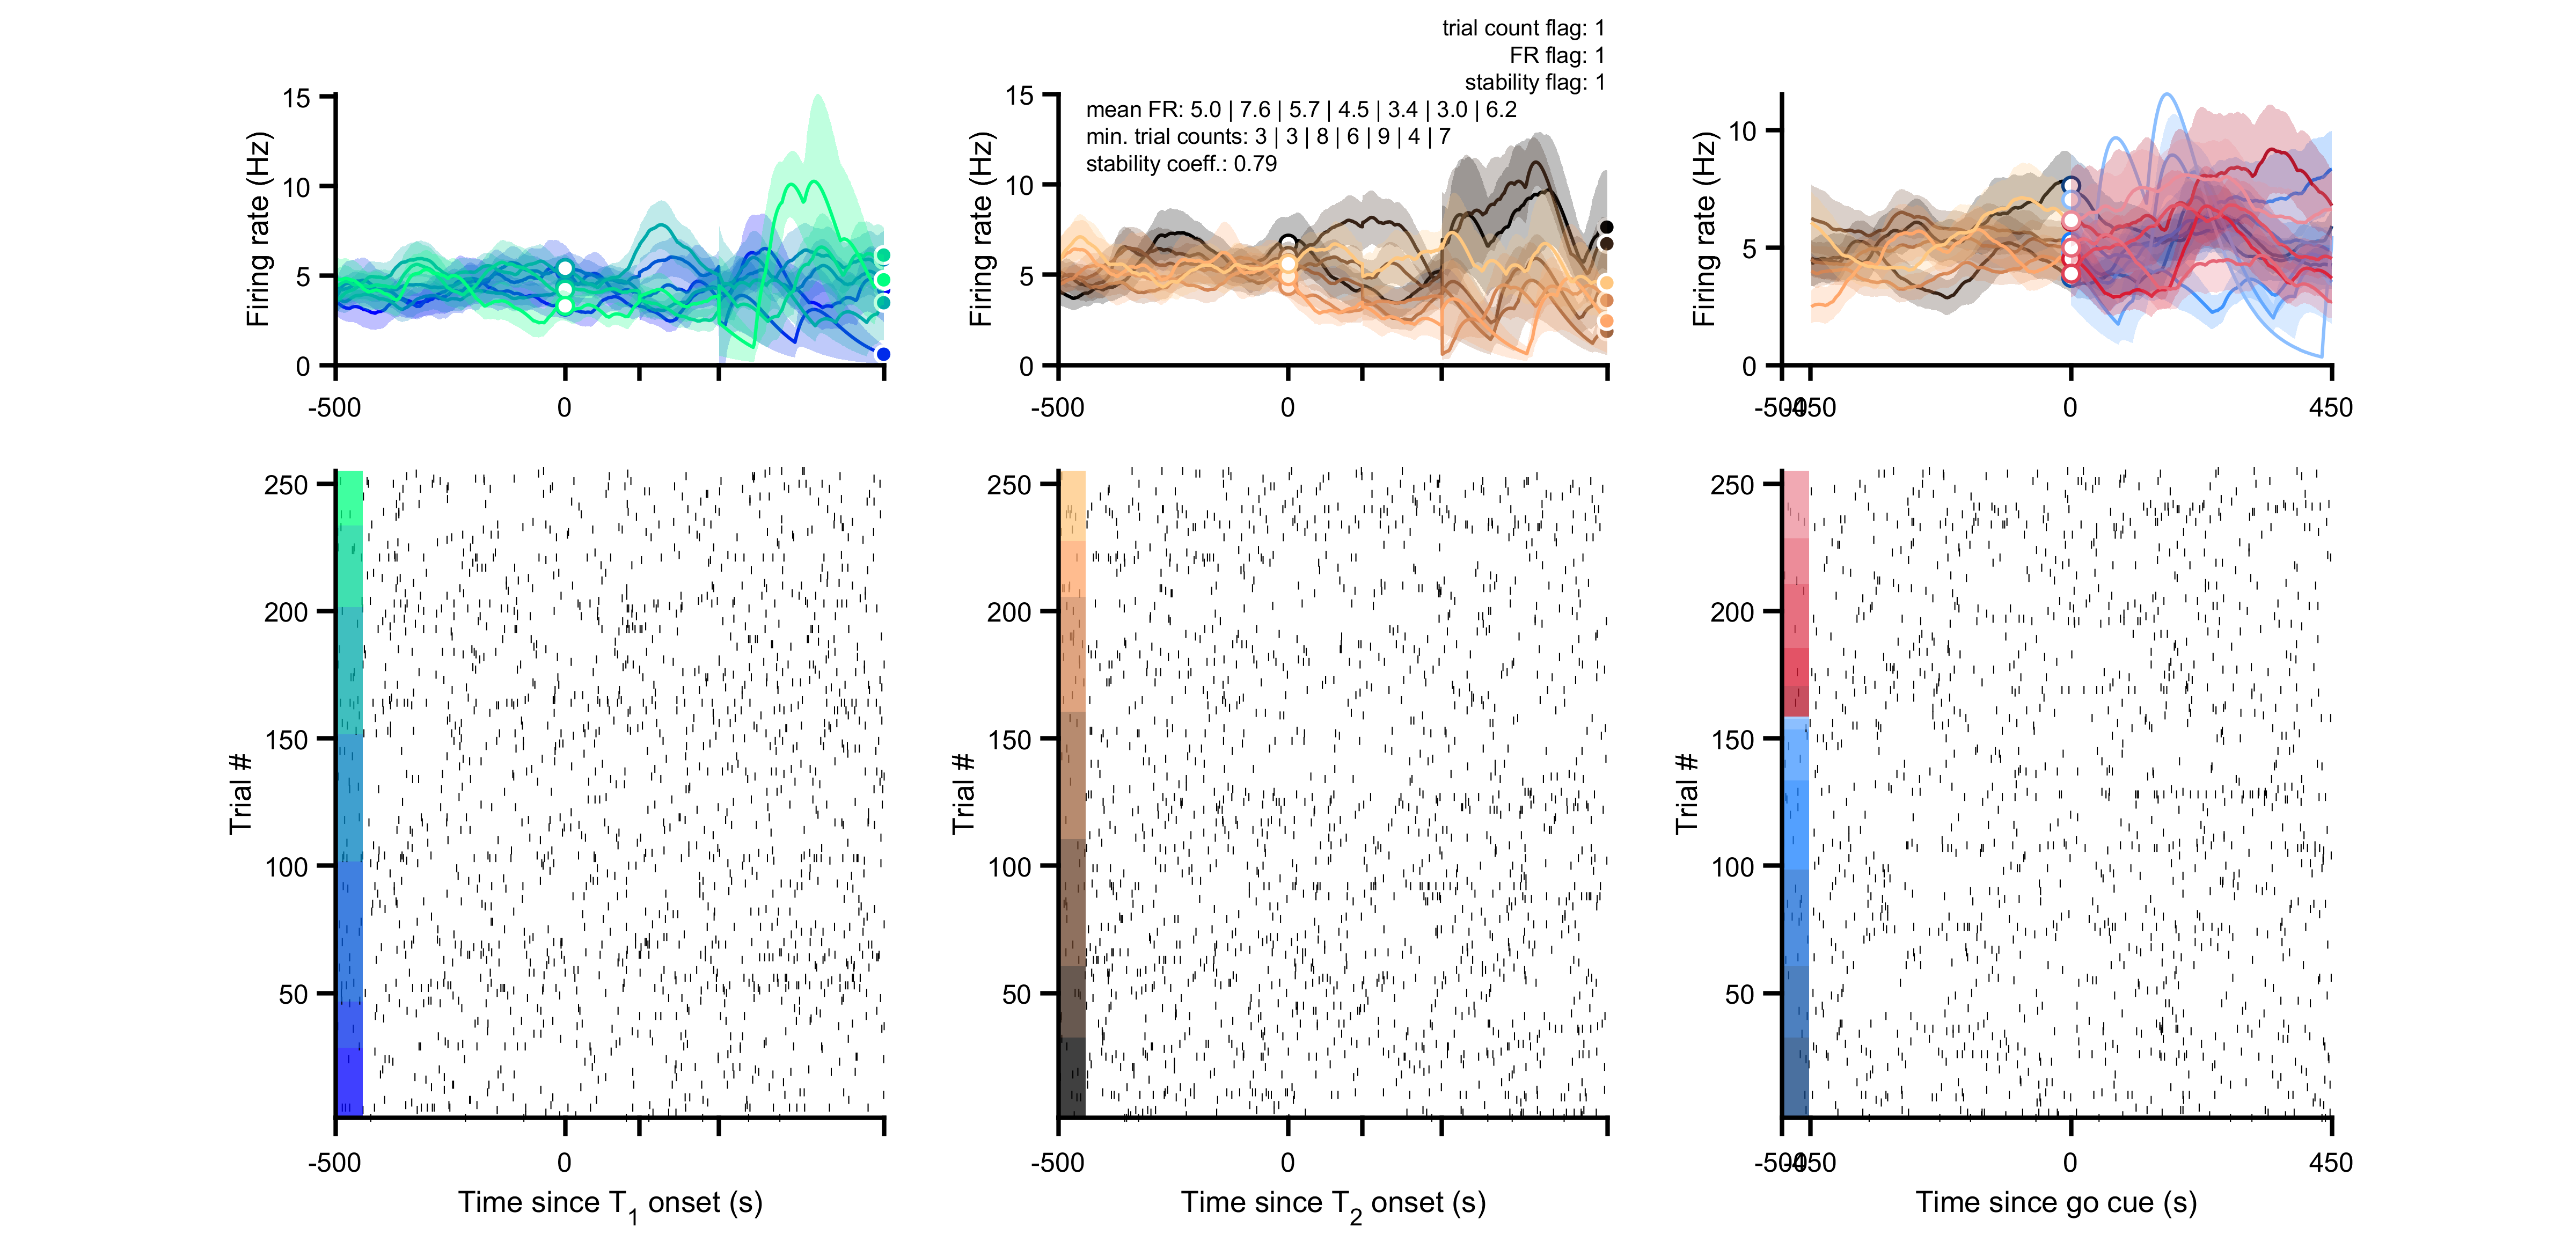 trial count flag: 1
FR flag: 1
stability flag: 1
mean FR: 5.0 | 7.6 | 5.7 | 4.5 | 3.4 | 3.0 | 6.2
min. trial counts: 3 | 3 | 8 | 6 | 9 | 4 | 7
stability coeff.: 0.79
Firing rate (Hz)
15
10
5
0
-500
0
Firing rate (Hz)
15
10
5
0
-500
0
Firing rate (Hz)
10
5
0
-500
-450
0
450
Trial #
250
200
150
100
50
-500
0
Time since T1 onset (s)
Trial #
250
200
150
100
50
-500
0
Time since T2 onset (s)
Trial #
250
200
150
100
50
-500
-450
0
450
Time since go cue (s)